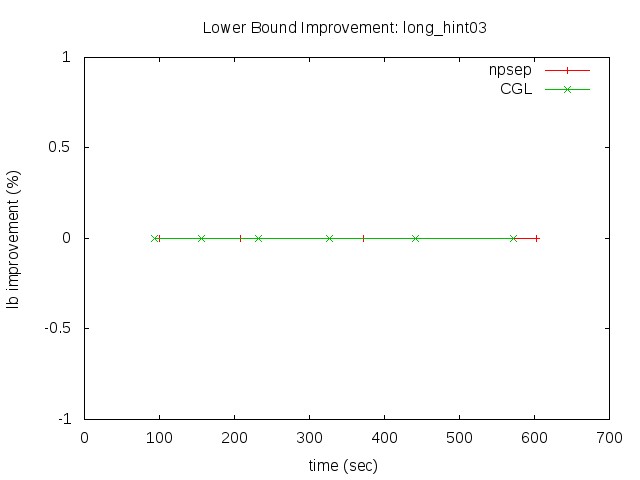 Lower Bound Improvement: long_hint03
npsep
CGL
1
0.5
0
-0.5
-1
lb improvement (%)
0 100 200 300 400 500 600 700
time (sec)